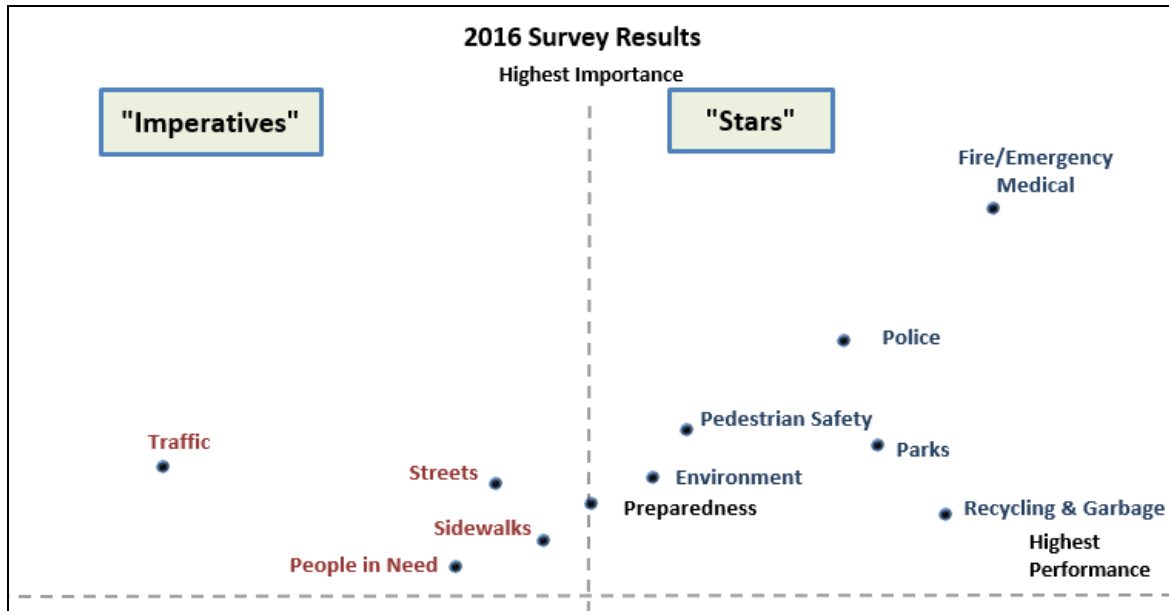 2016 Survey Results
Highest Importance
"Imperatives"
"Stars"
Fire/Emergency
Medical
Police
Pedestrian Safety
Traffic
Parks
Streets
Environment
Preparedness
Recycling & Garbage
Sidewalks
Highest
Performance
People in Need